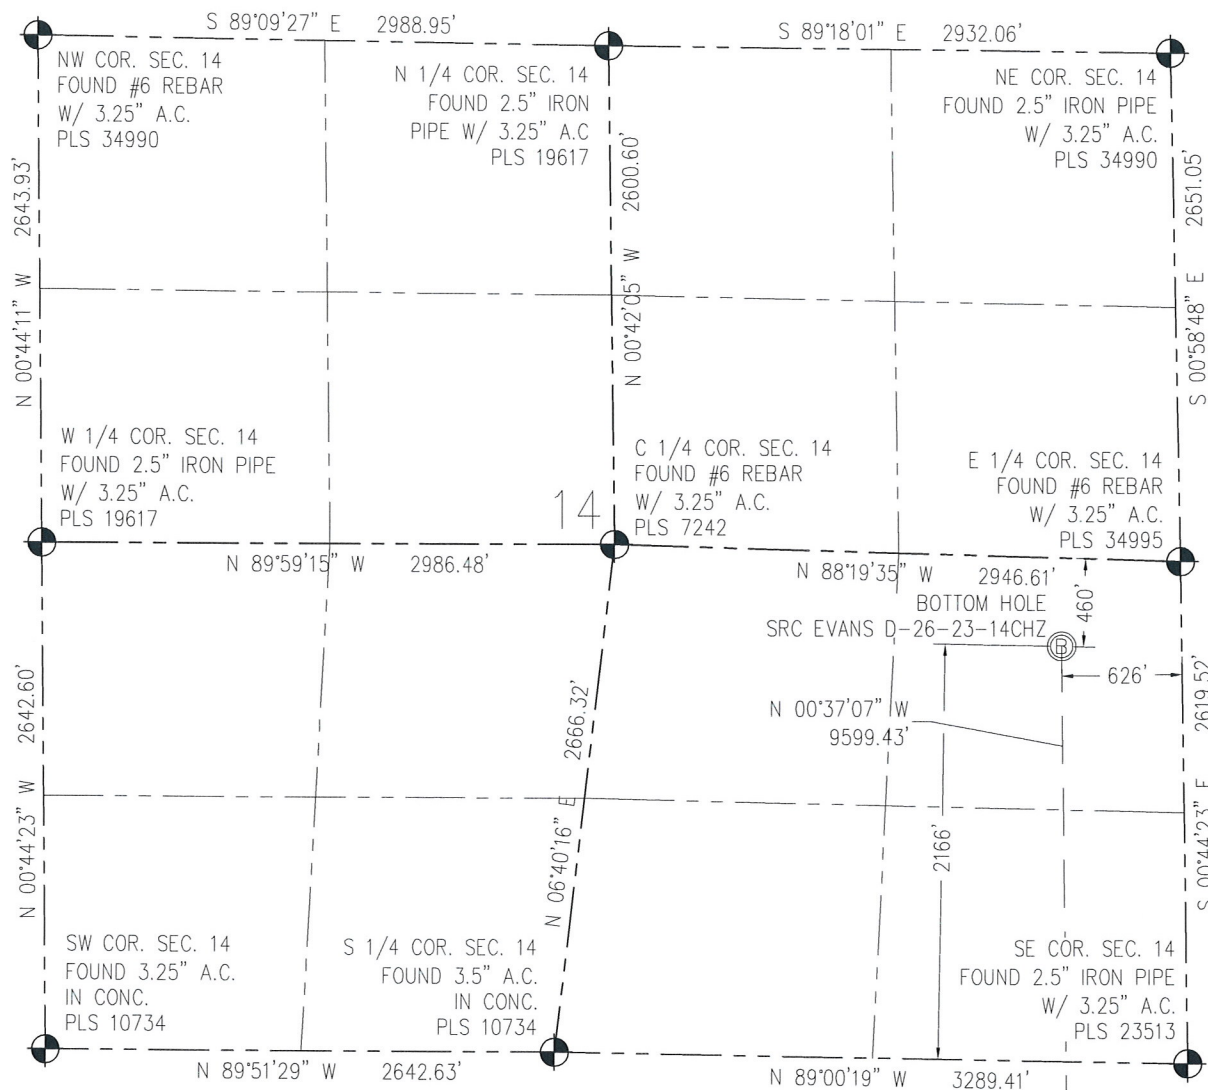 S 89°09'27" E 2988.95'
S 89°18'01" E 2932.06'
NW COR. SEC. 14
FOUND #6 REBAR
W/ 3.25" A.C.
PLS 34990
N 1/4 COR. SEC. 14
FOUND 2.5" IRON
PIPE W/ 3.25" A.C
PLS 19617
NE COR. SEC. 14
FOUND 2.5" IRON PIPE
W/ 3.25" A.C.
PLS 34990
N 00°44'11" W 2643.93'
N 00°42'05" W 2600.60'
S 00°58'48" E 2651.05'
W 1/4 COR. SEC. 14
FOUND 2.5" IRON PIPE
W/ 3.25" A.C.
PLS 19617
14
C 1/4 COR. SEC. 14
FOUND #6 REBAR
W/ 3.25" A.C.
PLS 7242
E 1/4 COR. SEC. 14
FOUND #6 REBAR
W/ 3.25" A.C.
PLS 34995
N 89°59'15" W 2986.48'
N 88°19'35" W 2946.61'
BOTTOM HOLE
SRC EVANS D-26-23-14CHZ
B
460'
626'
N 00°37'07" W
9599.43'
2166'
N 00°44'23" W 2642.60'
N 06°40'16" E 2666.32'
S 00°44'23" E 2619.52'
SW COR. SEC. 14
FOUND 3.25" A.C.
IN CONC.
PLS 10734
S 1/4 COR. SEC. 14
FOUND 3.5" A.C.
IN CONC.
PLS 10734
SE COR. SEC. 14
FOUND 2.5" IRON PIPE
W/ 3.25" A.C.
PLS 23513
N 89°51'29" W 2642.63'
N 89°00'19" W 3289.41'